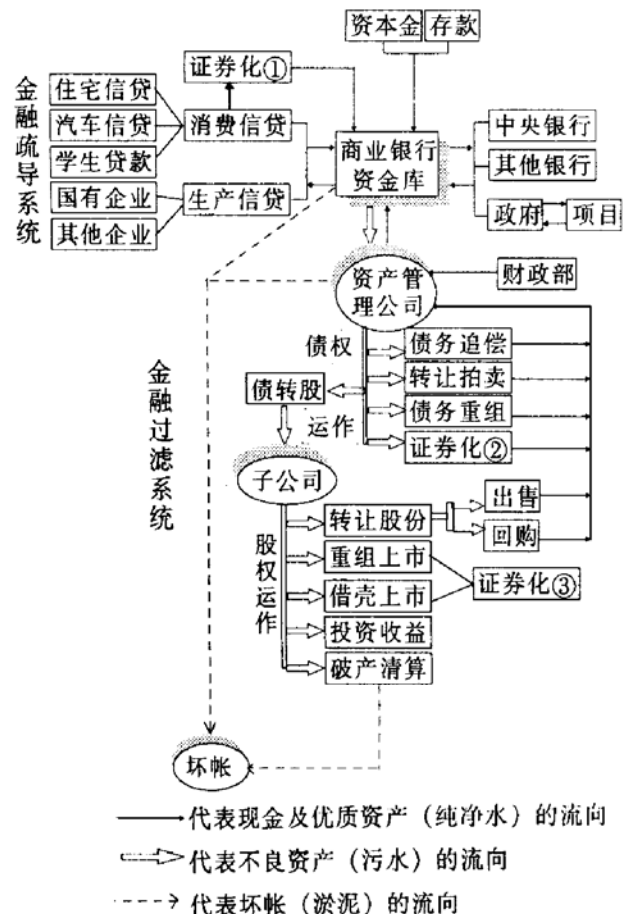 资本金
存款
证券化①
金融疏导系统
住宅信贷
汽车信贷
学生贷款
国有企业
其他企业
消费信贷
生产信贷
商业银行
资金库
中央银行
其他银行
政府
项目
资产管
理公司
财政部
债权
运作
债务追偿
转让拍卖
债务重组
证券化②
债转股
金融过滤系统
子公司
股权运作
转让股份
出售
回购
重组上市
借壳上市
证券化③
投资收益
破产清算
坏帐
代表现金及优质资产（纯净水）的流向
代表不良资产（污水）的流向
代表坏帐（淤泥）的流向